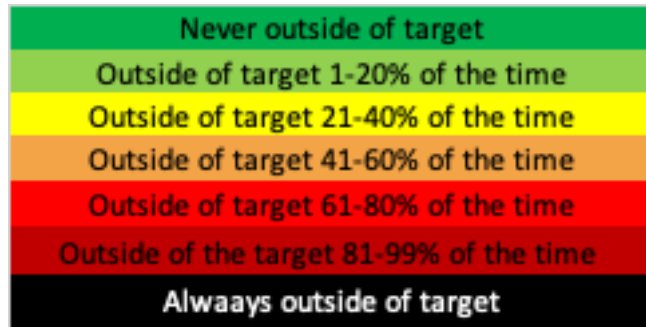 Never outside of target
Outside of target 1-20% of the time
Outside of target 21-40% of the time
Outside of target 41-60% of the time
Outside of target 61-80% of the time
Outside of the target 81-99% of the time
Alwaays outside of target